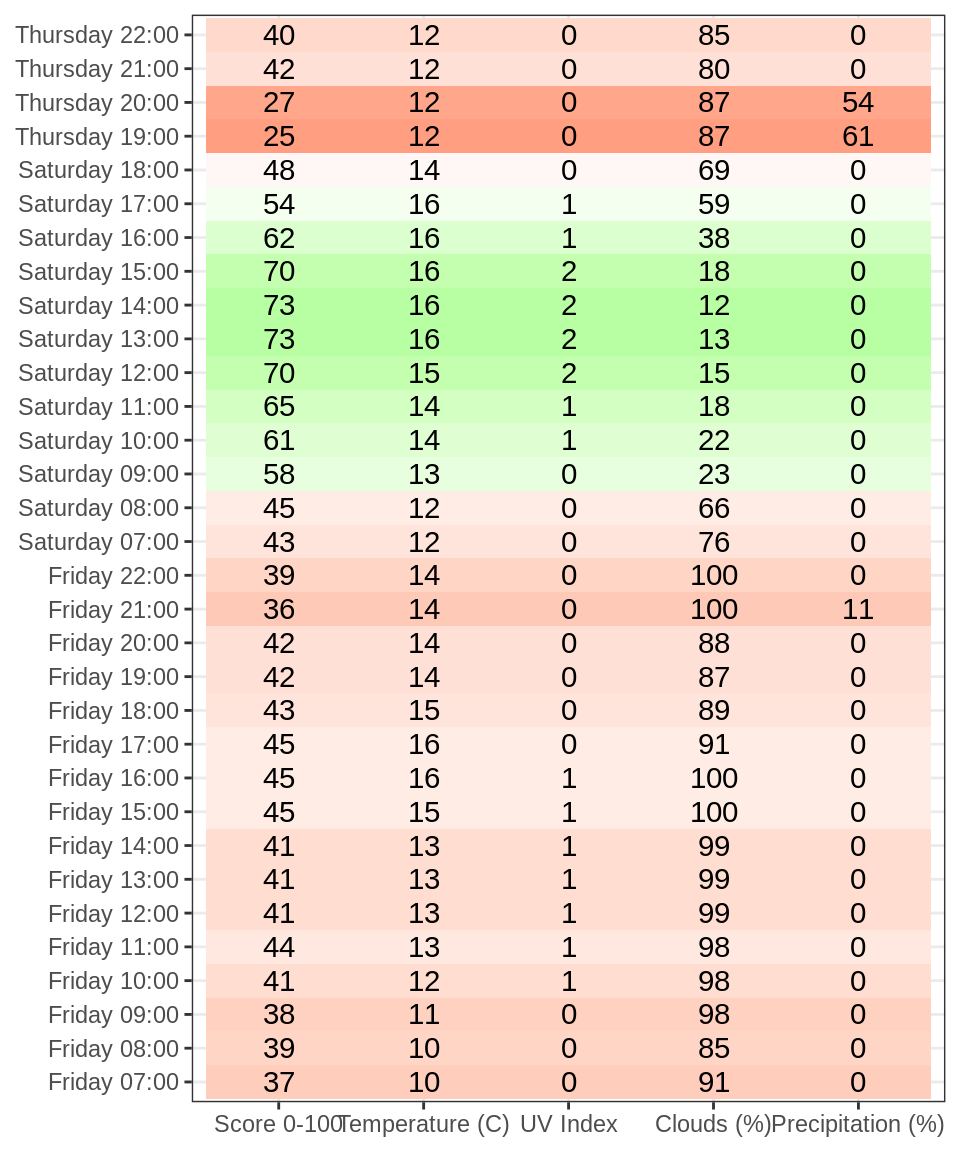 Thursday 22:00 40 12 0 85 0
Thursday 21:00 42 12 0 80 0
Thursday 20:00 27 12 0 87 54
Thursday 19:00 25 12 0 87 61
Saturday 18:00 48 14 0 69 0
Saturday 17:00 54 16 1 59 0
Saturday 16:00 62 16 1 38 0
Saturday 15:00 70 16 2 18 0
Saturday 14:00 73 16 2 12 0
Saturday 13:00 73 16 2 13 0
Saturday 12:00 70 15 2 15 0
Saturday 11:00 65 14 1 18 0
Saturday 10:00 61 14 1 22 0
Saturday 09:00 58 13 0 23 0
Saturday 08:00 45 12 0 66 0
Saturday 07:00 43 12 0 76 0
Friday 22:00 39 14 0 100 0
Friday 21:00 36 14 0 100 11
Friday 20:00 42 14 0 88 0
Friday 19:00 42 14 0 87 0
Friday 18:00 43 15 0 89 0
Friday 17:00 45 16 0 91 0
Friday 16:00 45 16 1 100 0
Friday 15:00 45 15 1 100 0
Friday 14:00 41 13 1 99 0
Friday 13:00 41 13 1 99 0
Friday 12:00 41 13 1 99 0
Friday 11:00 44 13 1 98 0
Friday 10:00 41 12 1 98 0
Friday 09:00 38 11 0 98 0
Friday 08:00 39 10 0 85 0
Friday 07:00 37 10 0 91 0
Score 0-100 Temperature (C) UV Index Clouds (%) Precipitation (%)